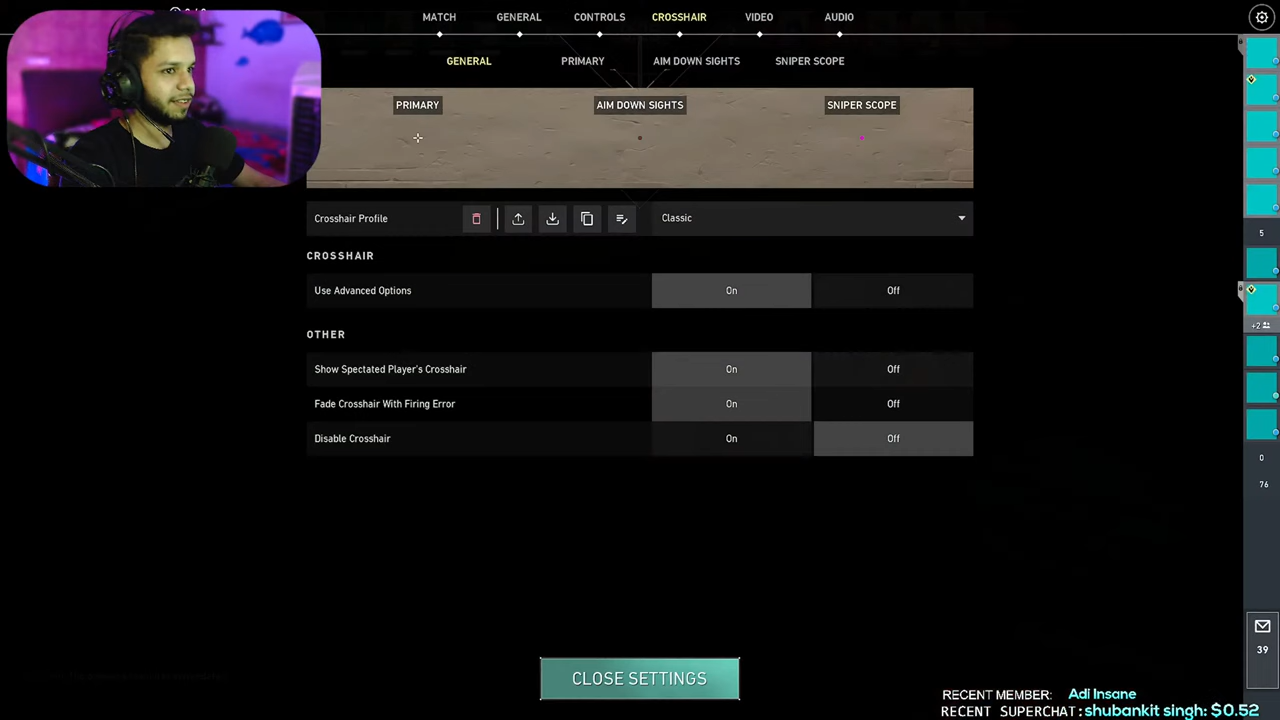 MATCH GENERAL CONTROLS CROSSHAIR VIDEO AUDIO
GENERAL PRIMARY AIM DOWN SIGHTS SNIPER SCOPE
PRIMARY AIM DOWN SIGHTS SNIPER SCOPE
Crosshair Profile Classic
CROSSHAIR
Use Advanced Options On Off
OTHER
Show Spectated Player's Crosshair On Off
Fade Crosshair With Firing Error On Off
Disable Crosshair On Off
5
+2
0
76
39
CLOSE SETTINGS
RECENT MEMBER: Adi Insane
RECENT SUPERCHAT: shubankit singh: $0.52